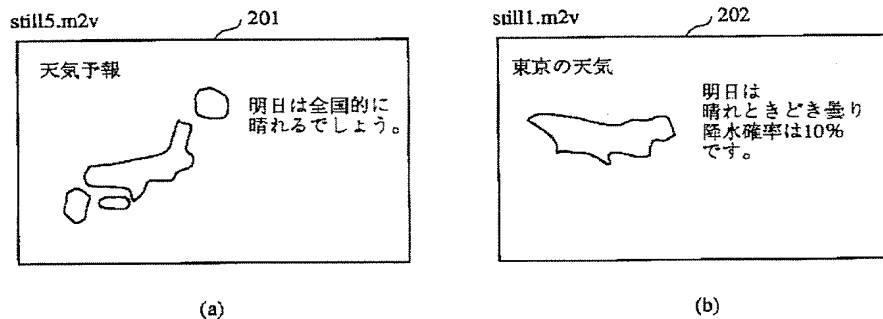 still5.m2v
201
天気予報
明日は全国的に
晴れるでしょう。
(a)
still1.m2v
202
東京の天気
明日は
晴れときどき曇り
降水確率は10%
です。
(b)